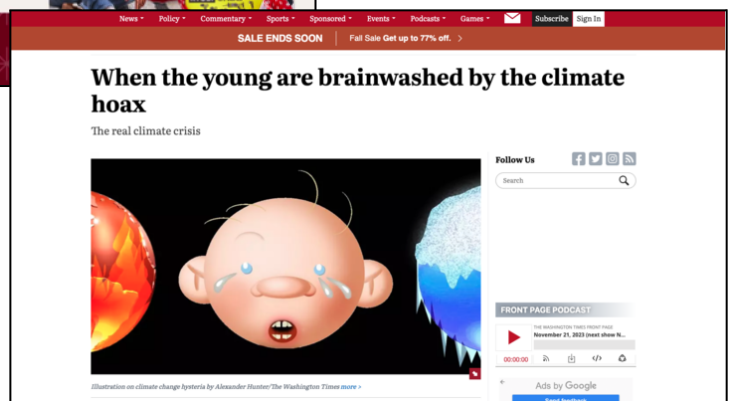 News Policy Commentary Sports Sponsored Events Podcasts Games Subscribe Sign In
SALE ENDS SOON Fall Sale Get up to 77% off. >
When the young are brainwashed by the climate
hoax
The real climate crisis
Follow Us
Search
FRONT PAGE PODCAST
THE WASHINGTON TIMES FRONT PAGE
November 21, 2023 (next show N...
00:00:00
Illustration on climate change hysteria by Alexander Hunter/The Washington Times more >
Ads by Google
Send feedback